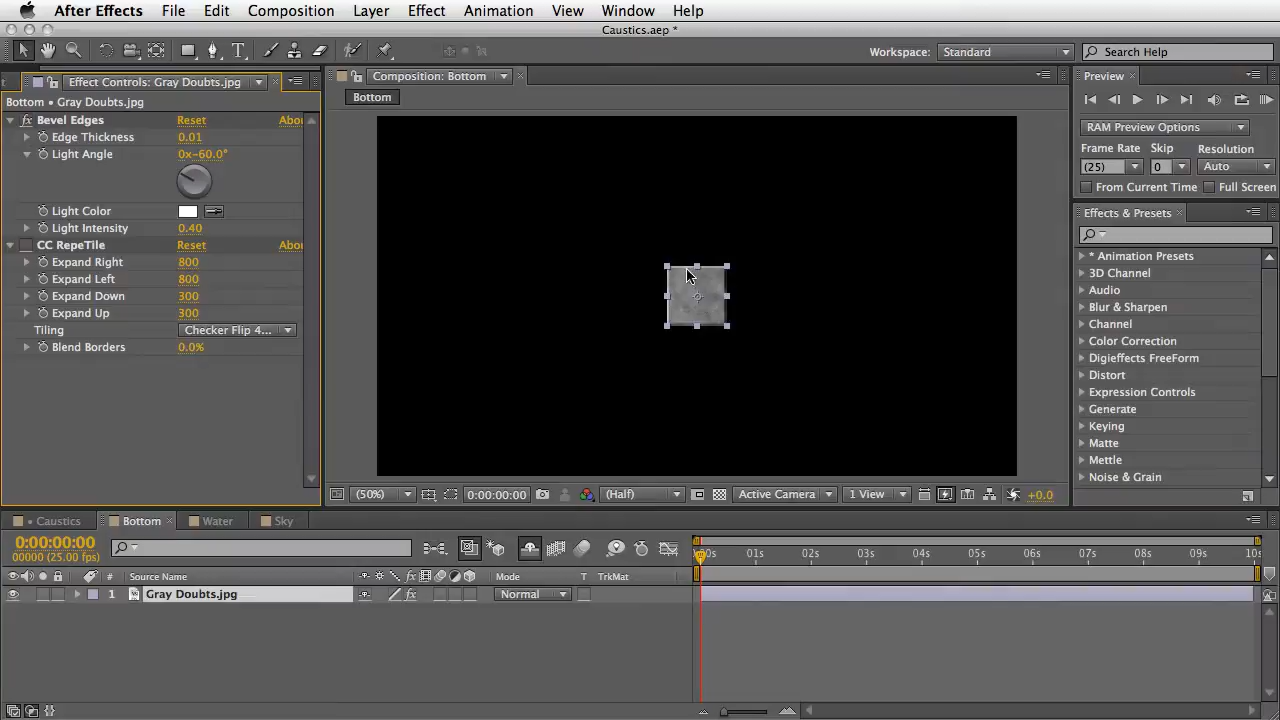 After Effects File Edit Composition Layer Effect Animation View Window Help
Caustics.aep *
Workspace: Standard Search Help
Effect Controls: Gray Doubts.jpg
Composition: Bottom
Preview
Bottom • Gray Doubts.jpg
Bottom
Bevel Edges Reset Abou
Edge Thickness 0.01
Light Angle 0x-60.0°
Light Color
Light Intensity 0.40
CC RepeTile Reset Abou
Expand Right 800
Expand Left 800
Expand Down 300
Expand Up 300
Tiling Checker Flip 4...
Blend Borders 0.0%
RAM Preview Options
Frame Rate Skip Resolution
(25) 0 Auto
From Current Time Full Screen
Effects & Presets
* Animation Presets
3D Channel
Audio
Blur & Sharpen
Channel
Color Correction
Digieffects FreeForm
Distort
Expression Controls
Generate
Keying
Matte
Mettle
Noise & Grain
(50%) 0:00:00:00 (Half) Active Camera 1 View +0.0
Caustics Bottom Water Sky
0:00:00:00
00000 (25.00 fps)
00s 01s 02s 03s 04s 05s 06s 07s 08s 09s 10s
# Source Name Mode T TrkMat
1 Gray Doubts.jpg Normal